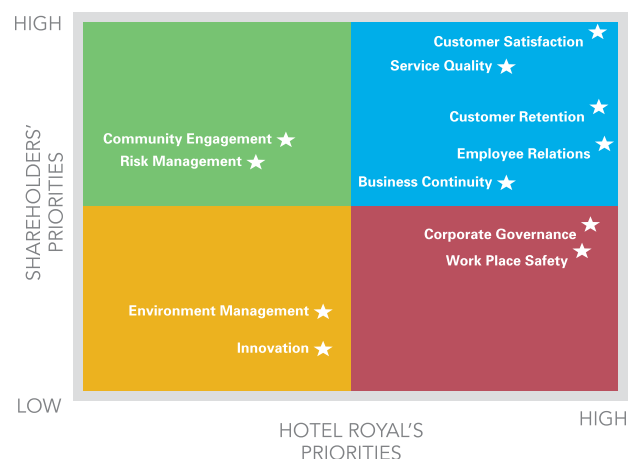 HIGH
Customer Satisfaction
Service Quality
Customer Retention
Community Engagement
Employee Relations
Risk Management
Business Continuity
SHAREHOLDERS'
PRIORITIES
Corporate Governance
Work Place Safety
Environment Management
Innovation
LOW
HIGH
HOTEL ROYAL'S
PRIORITIES